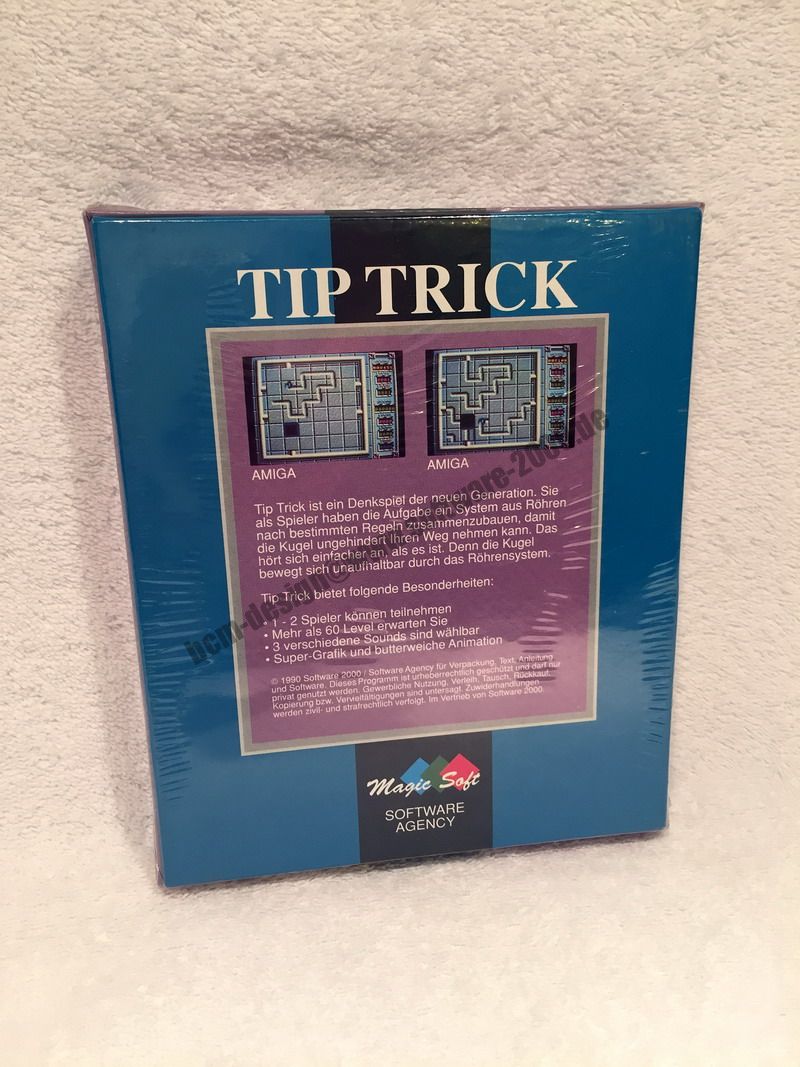 TIP TRICK
AMIGA
AMIGA
Tip Trick ist ein Denkspiel der neuen Generation. Sie
als Spieler haben die Aufgabe ein System aus Röhren
nach bestimmten Regeln zusammenzubauen, damit
die Kugel ungehindert Ihren Weg nehmen kann. Das
hört sich einfacher an, als es ist. Denn die Kugel
bewegt sich unaufhaltbar durch das Röhrensystem.
Tip Trick bietet folgende Besonderheiten:
• 1 - 2 Spieler können teilnehmen
• Mehr als 60 Level erwarten Sie
• 3 verschiedene Sounds sind wählbar
• Super-Grafik und butterweiche Animation
© 1990 Software 2000 / Software Agency für Verpackung, Text, Anleitung
und Software. Dieses Programm ist urheberrechtlich geschützt und darf nur
privat genutzt werden. Gewerbliche Nutzung, Verleih, Tausch, Rückkauf,
Kopierung bzw. Vervielfältigungen sind untersagt. Zuwiderhandlungen
werden zivil- und strafrechtlich verfolgt. Im Vertrieb von Software 2000.
Magic Soft
SOFTWARE
AGENCY